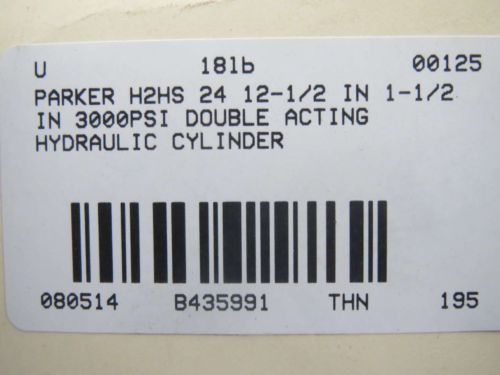 U 18lb 00125
PARKER H2HS 24 12-1/2 IN 1-1/2
IN 3000PSI DOUBLE ACTING
HYDRAULIC CYLINDER
080514 B435991 THN 195